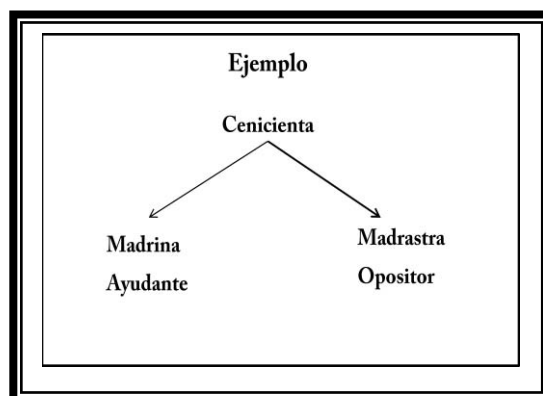 Ejemplo
Cenicienta
Madrina
Madrastra
Ayudante
Opositor